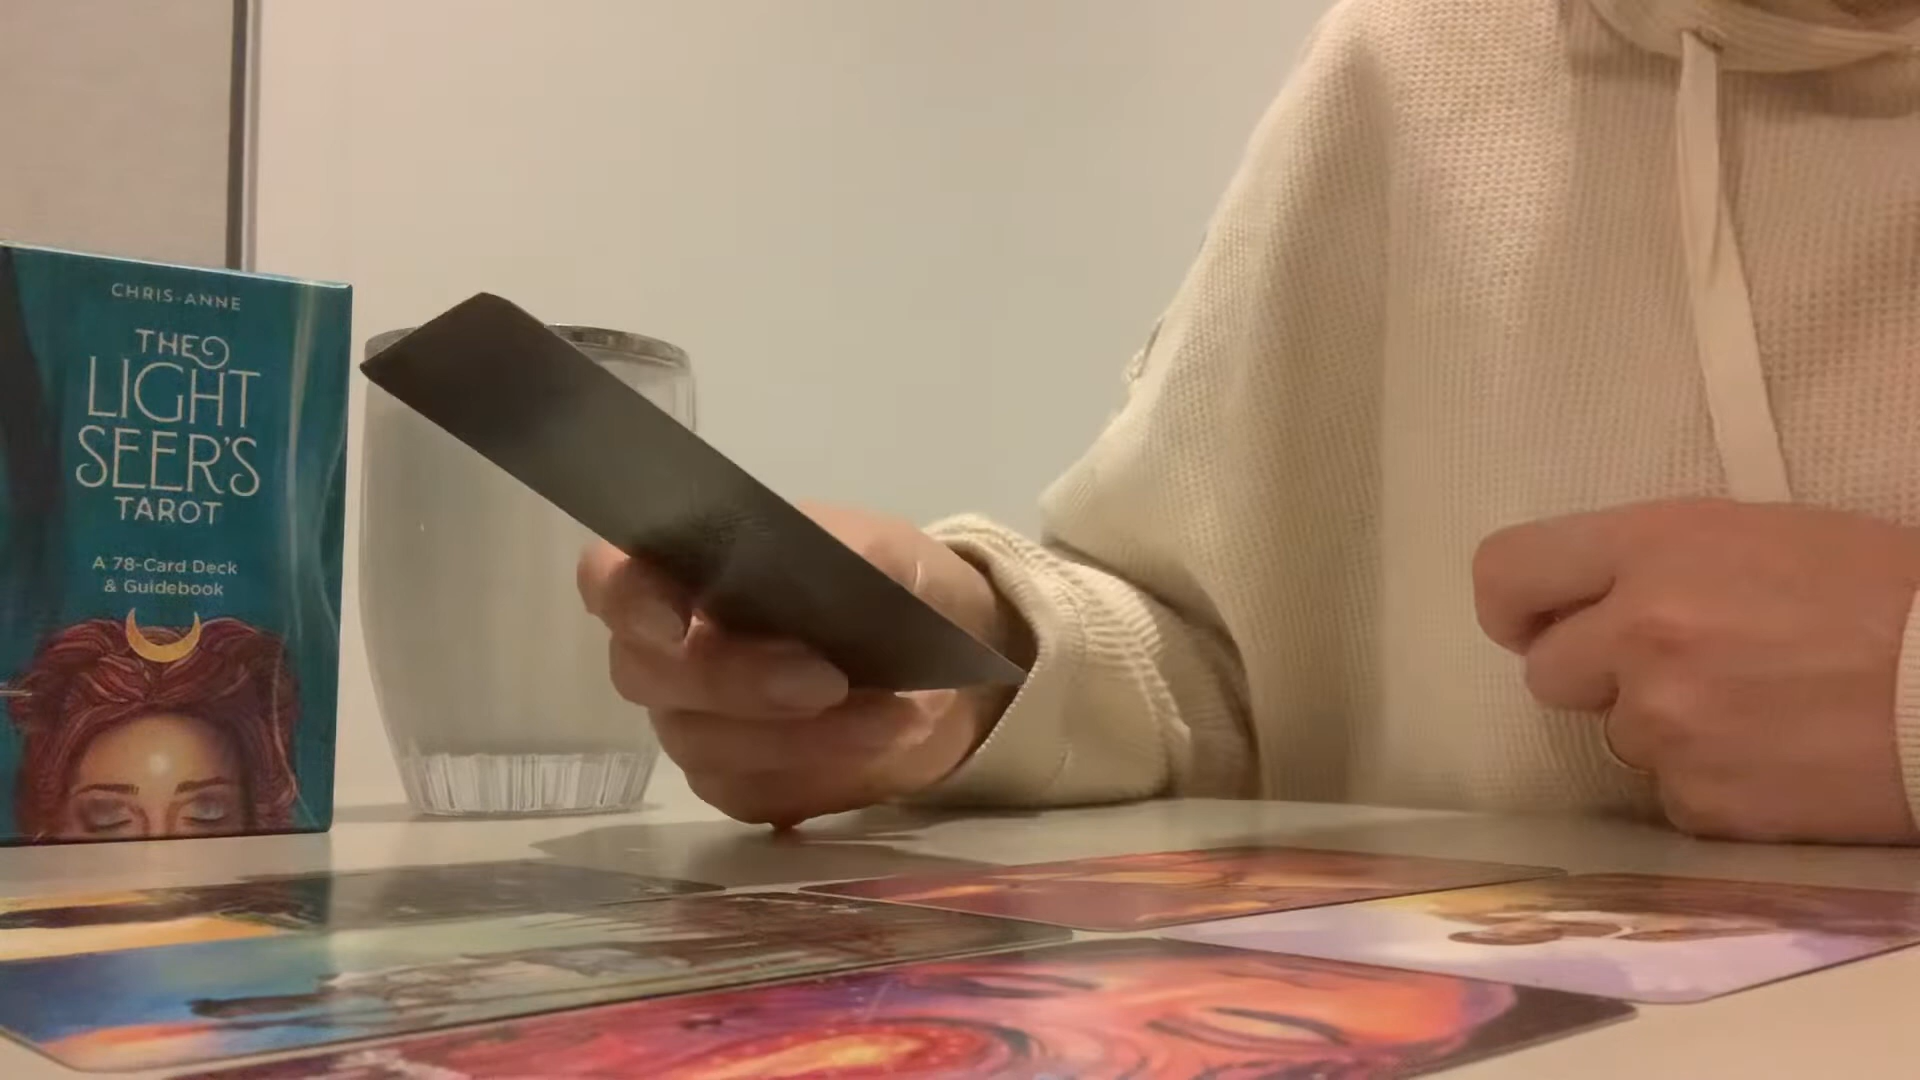 CHRIS-ANNE
THE
LIGHT
SEER'S
TAROT
A 78-Card Deck
& Guidebook